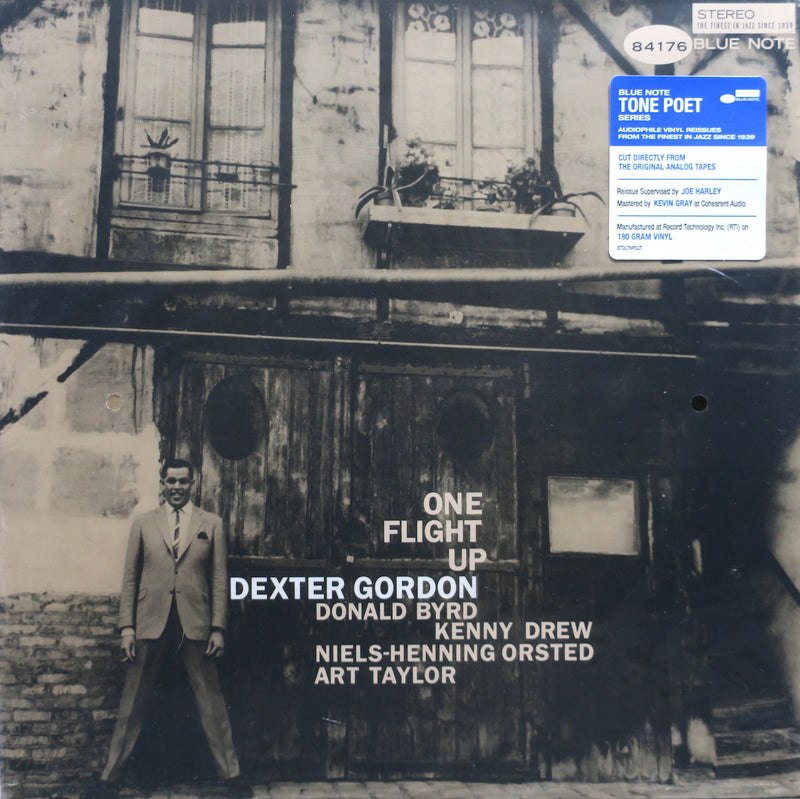 STEREO
THE FINEST IN JAZZ SINCE 1939
84176 BLUE NOTE
BLUE NOTE
TONE POET
SERIES
BLUE NOTE
AUDIOPHILE VINYL REISSUES
FROM THE FINEST IN JAZZ SINCE 1939
CUT DIRECTLY FROM
THE ORIGINAL ANALOG TAPES
Reissue Supervised by JOE HARLEY
Mastered by KEVIN GRAY at Cohearent Audio
Manufactured at Record Technology Inc. (RTI) on
180 GRAM VINYL
ONE
FLIGHT
UP
DEXTER GORDON
DONALD BYRD
KENNY DREW
NIELS-HENNING ORSTED
ART TAYLOR